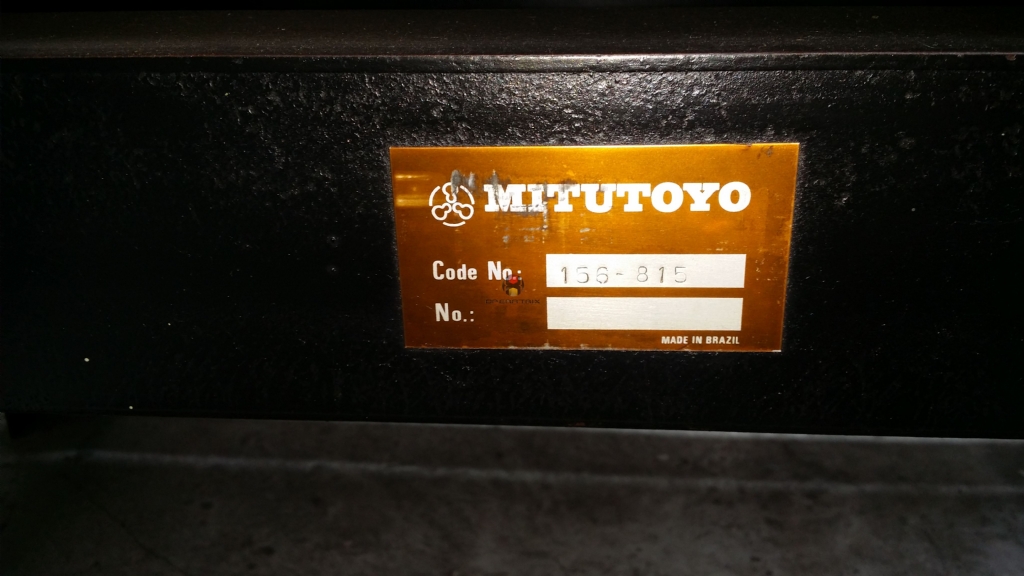 MITUTOYO
Code No.: 156-815
No.:
MADE IN BRAZIL